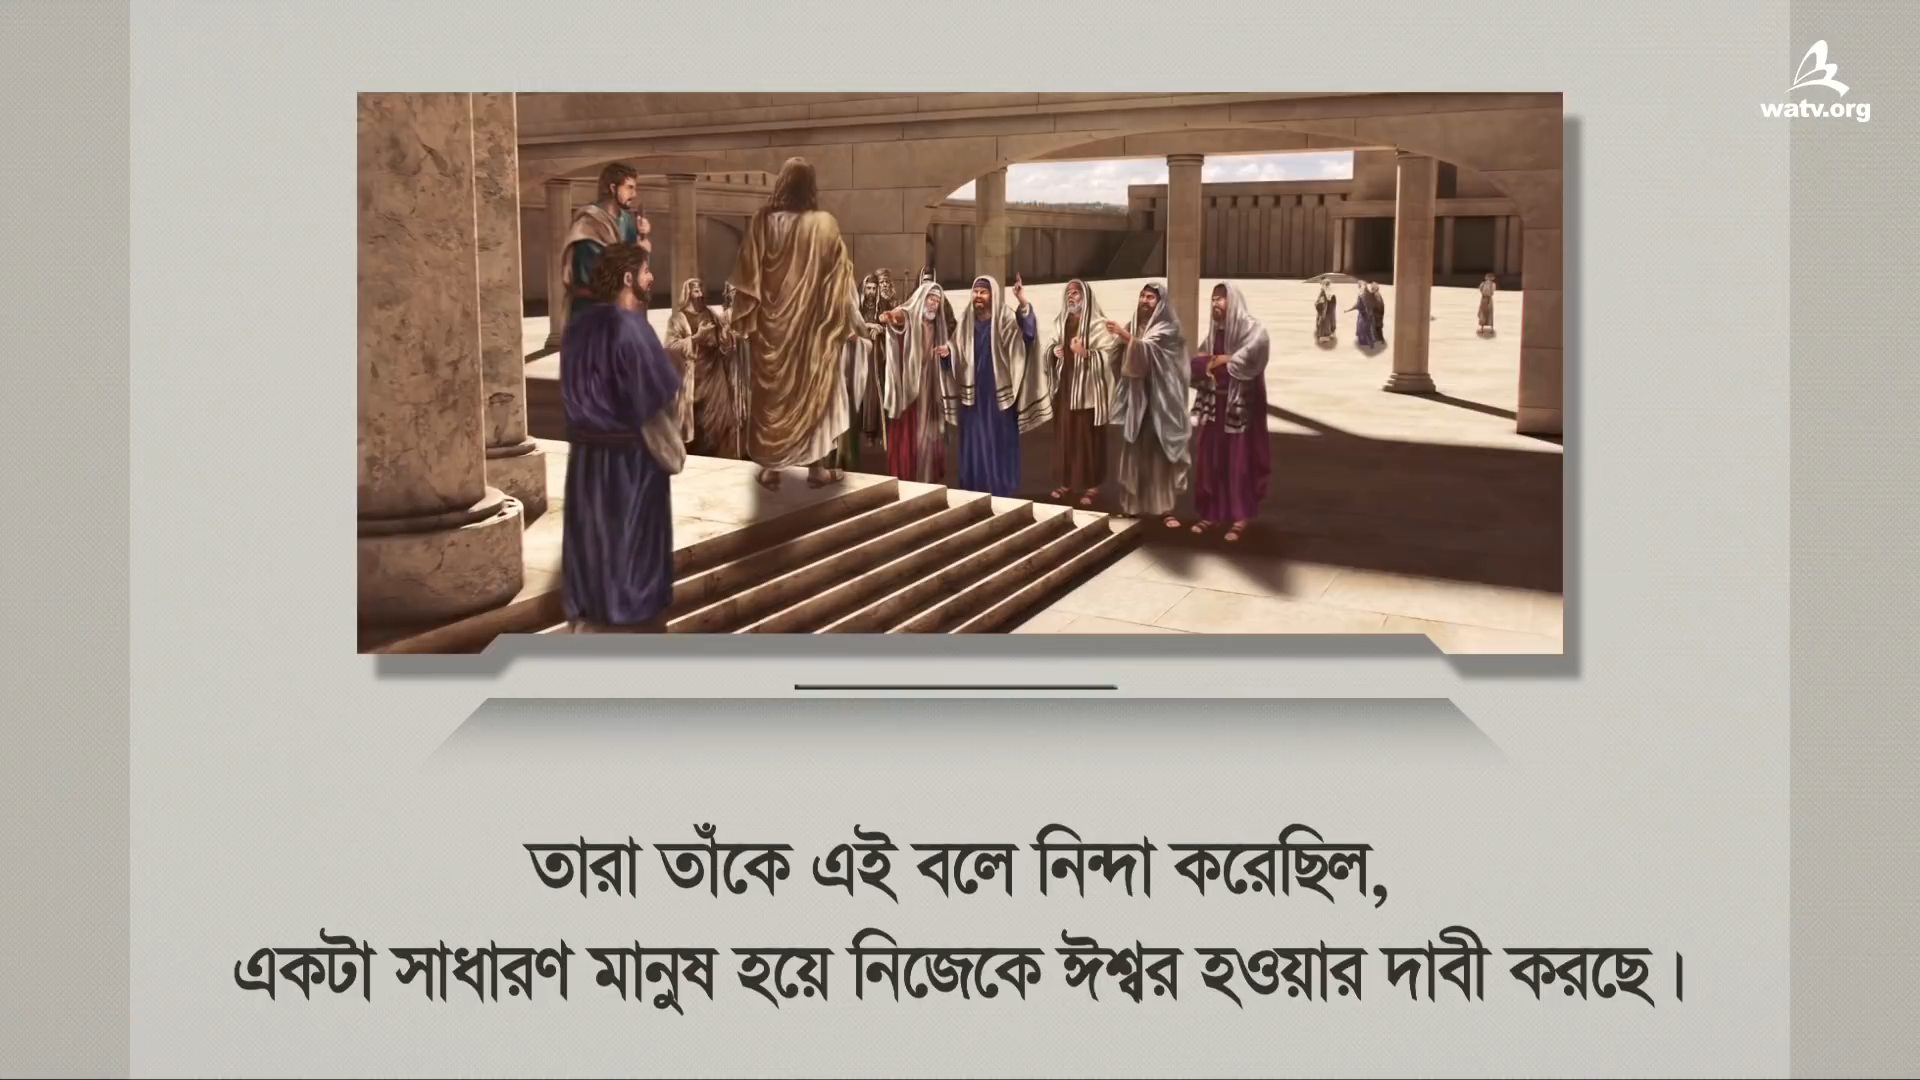 watv.org
তারা তাঁকে এই বলে নিন্দা করেছিল,
একটা সাধারণ মানুষ হয়ে নিজেকে ঈশ্বর হওয়ার দাবী করছে।